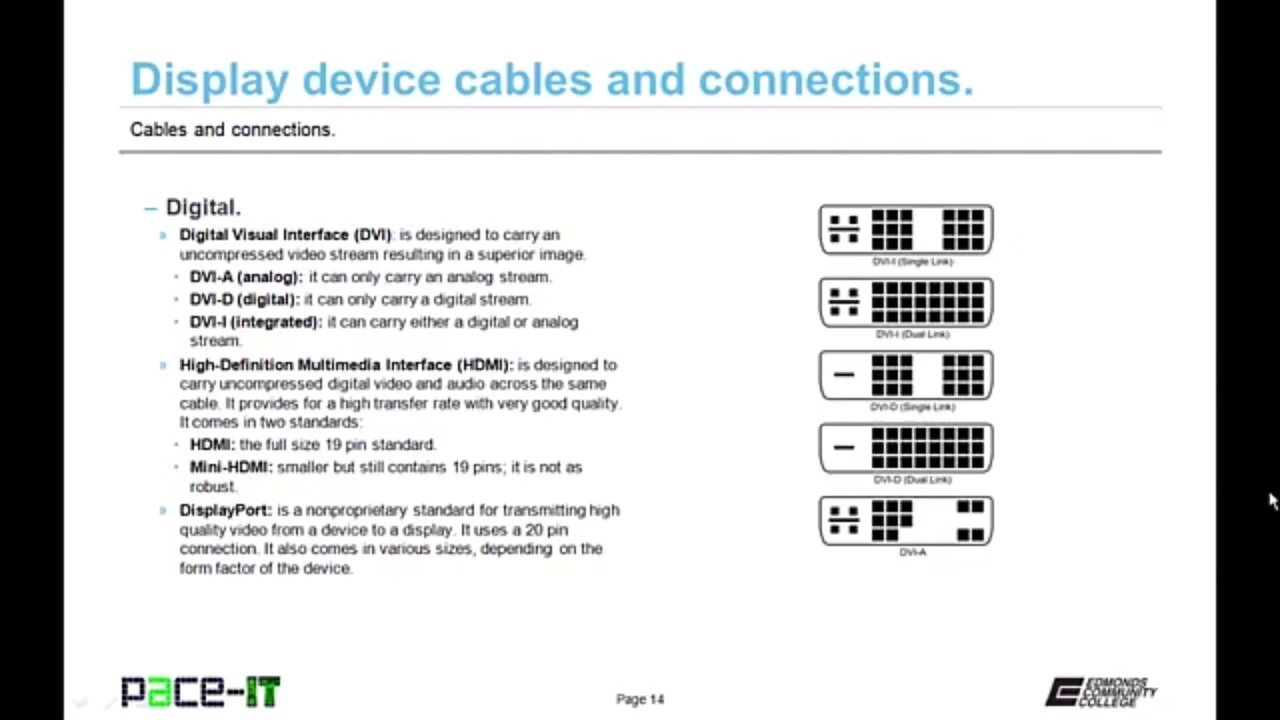 Display device cables and connections.
Cables and connections.
– Digital.
» Digital Visual Interface (DVI): is designed to carry an
uncompressed video stream resulting in a superior image.
• DVI-A (analog): it can only carry an analog stream.
• DVI-D (digital): it can only carry a digital stream.
• DVI-I (integrated): it can carry either a digital or analog
stream.
» High-Definition Multimedia Interface (HDMI): is designed to
carry uncompressed digital video and audio across the same
cable. It provides for a high transfer rate with very good quality.
It comes in two standards:
• HDMI: the full size 19 pin standard.
• Mini-HDMI: smaller but still contains 19 pins; it is not as
robust.
» DisplayPort: is a nonproprietary standard for transmitting high
quality video from a device to a display. It uses a 20 pin
connection. It also comes in various sizes, depending on the
form factor of the device.
DVI-I (Single Link)
DVI-I (Dual Link)
DVI-D (Single Link)
DVI-D (Dual Link)
DVI-A
pace-IT
Page 14
EDMONDS
COMMUNITY
COLLEGE